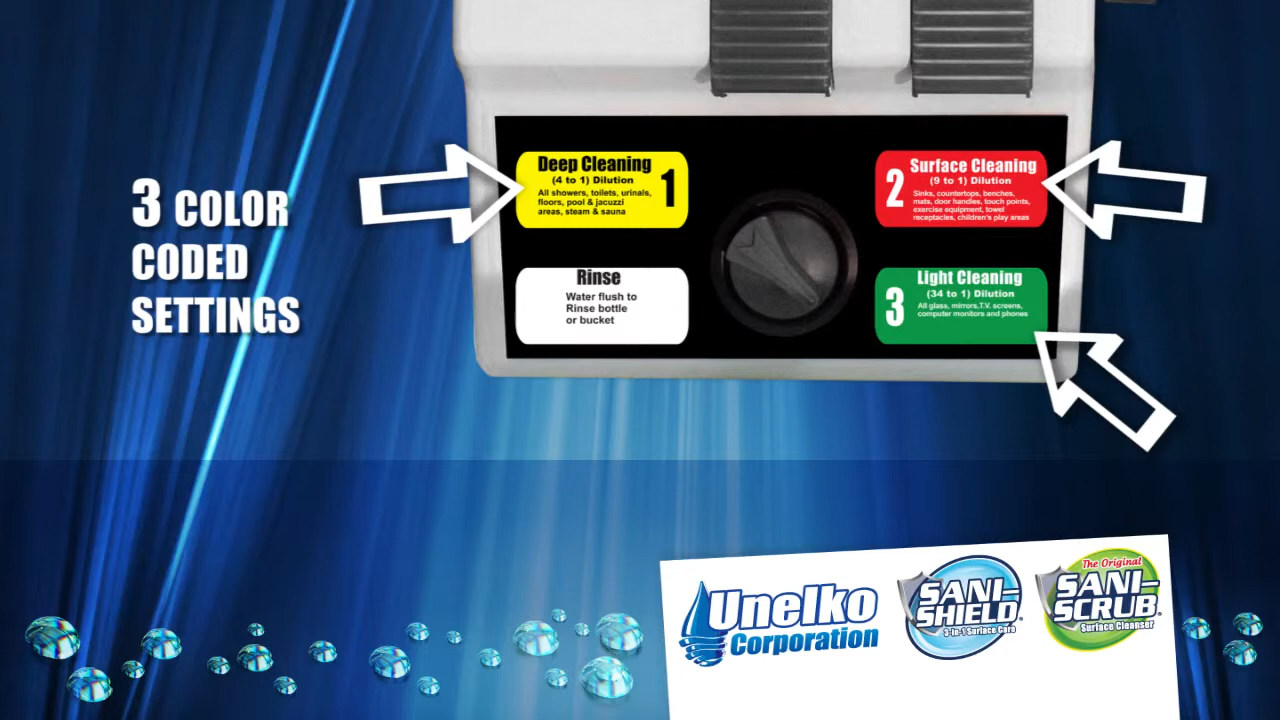 3 COLOR
CODED
SETTINGS
Deep Cleaning
(4 to 1) Dilution
All showers, toilets, urinals,
floors, pool & jacuzzi
areas, steam & sauna
1
2
Surface Cleaning
(9 to 1) Dilution
Sinks, countertops, benches,
mats, door handles, touch points,
exercise equipment, towel
receptacles, children's play areas
Rinse
Water flush to
Rinse bottle
or bucket
3
Light Cleaning
(34 to 1) Dilution
All glass, mirrors,T.V. screens,
computer monitors and phones
Unelko
Corporation
SANI-
SHIELD®
3-in-1 Surface Care
The Original
SANI-
SCRUB®
Surface Cleanser